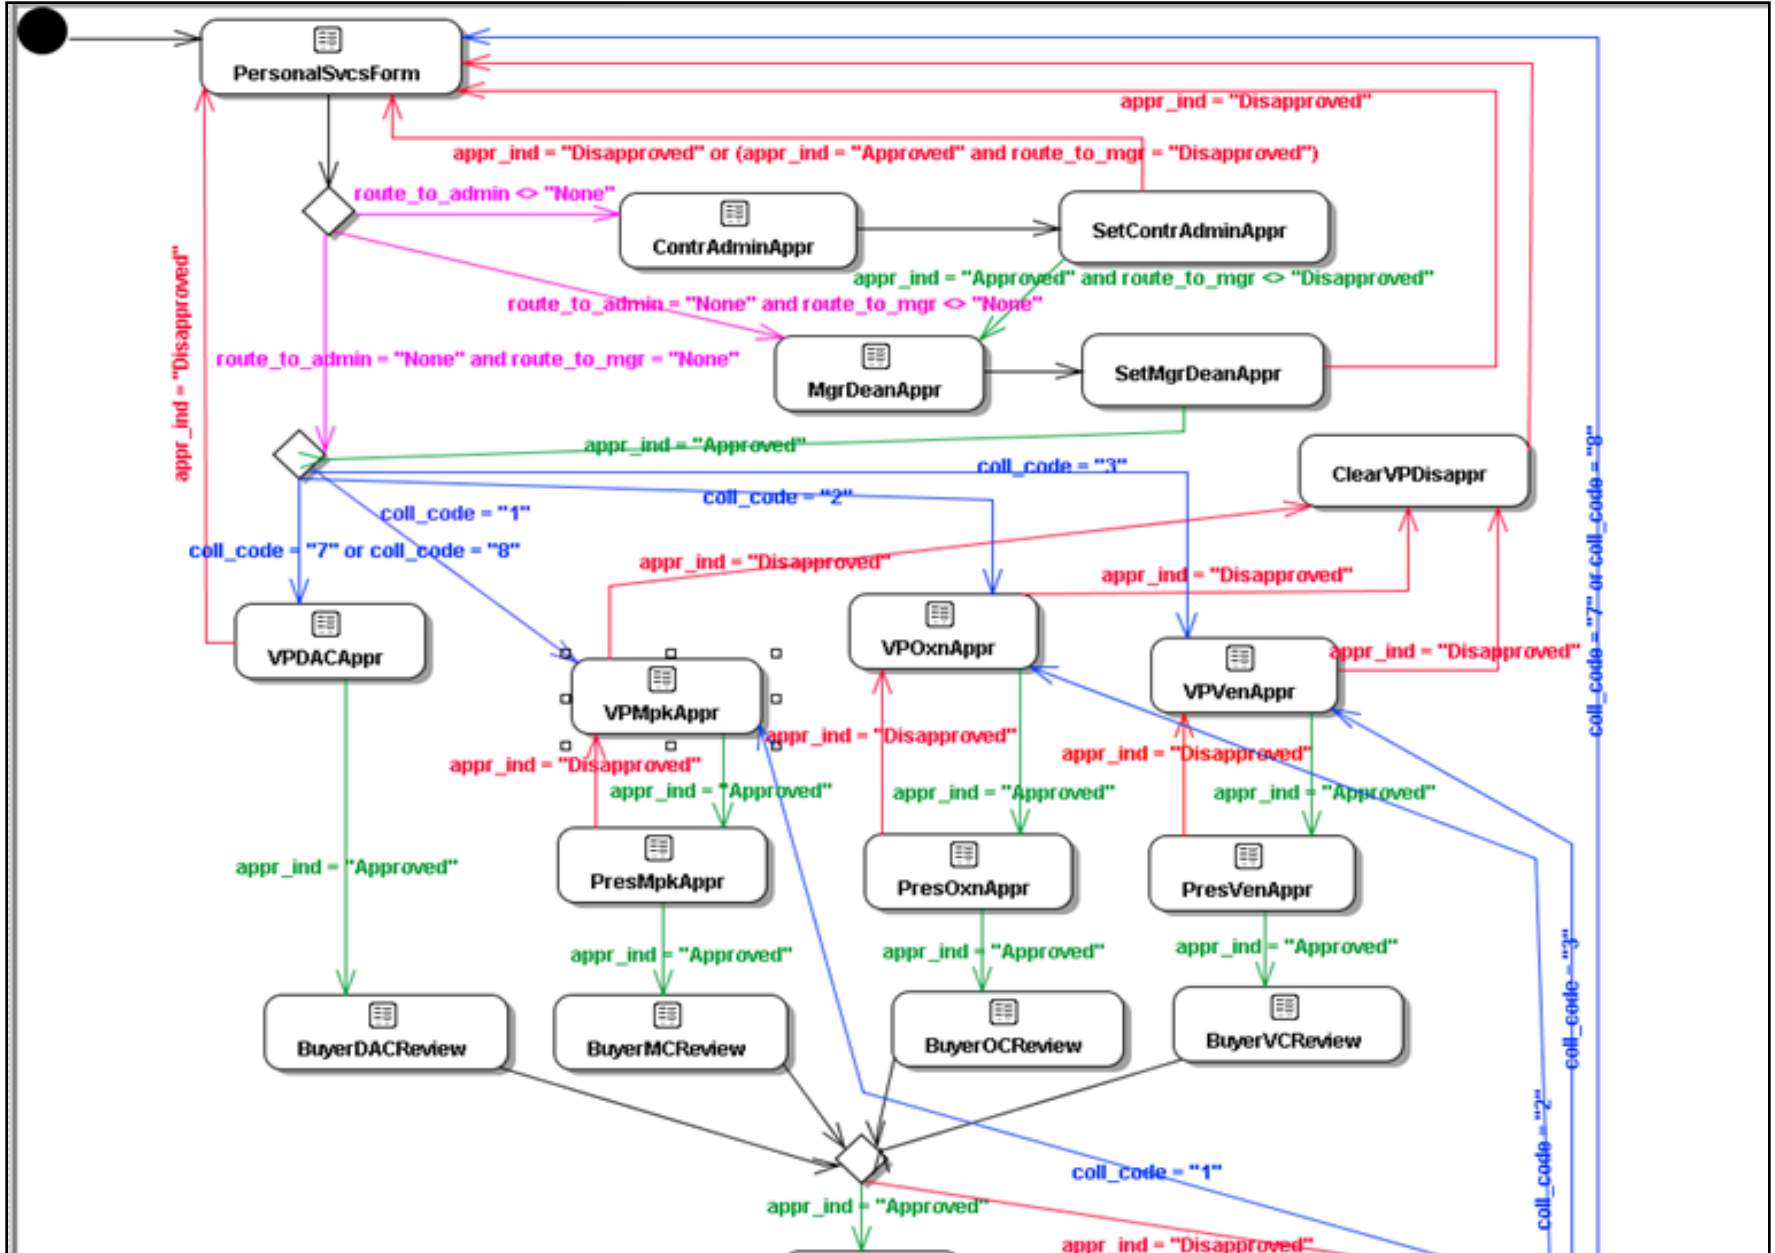 PersonalSvcsForm
appr_ind = "Disapproved"
appr_ind = "Disapproved" or (appr_ind = "Approved" and route_to_mgr = "Disapproved")
route_to_admin <> "None"
ContrAdminAppr
SetContrAdminAppr
appr_ind = "Approved" and route_to_mgr <> "Disapproved"
route_to_admin = "None" and route_to_mgr <> "None"
appr_ind = "Disapproved"
route_to_admin = "None" and route_to_mgr = "None"
MgrDeanAppr
SetMgrDeanAppr
appr_ind = "Approved"
coll_code = "3"
ClearVPDisappr
coll_code = "2"
coll_code = "1"
coll_code = "7" or coll_code = "8"
coll_code = "7" or coll_code = "8"
appr_ind = "Disapproved"
appr_ind = "Disapproved"
VPDACAppr
VPOxnAppr
appr_ind = "Disapproved"
VPMpkAppr
VPVenAppr
appr_ind = "Disapproved"
appr_ind = "Disapproved"
appr_ind = "Disapproved"
appr_ind = "Approved"
appr_ind = "Approved"
appr_ind = "Approved"
appr_ind = "Approved"
PresMpkAppr
PresOxnAppr
PresVenAppr
appr_ind = "Approved"
appr_ind = "Approved"
appr_ind = "Approved"
coll_code = "3"
BuyerDACReview
BuyerMCReview
BuyerOCReview
BuyerVCReview
coll_code = "2"
coll_code = "1"
appr_ind = "Approved"
appr_ind = "Disapproved"